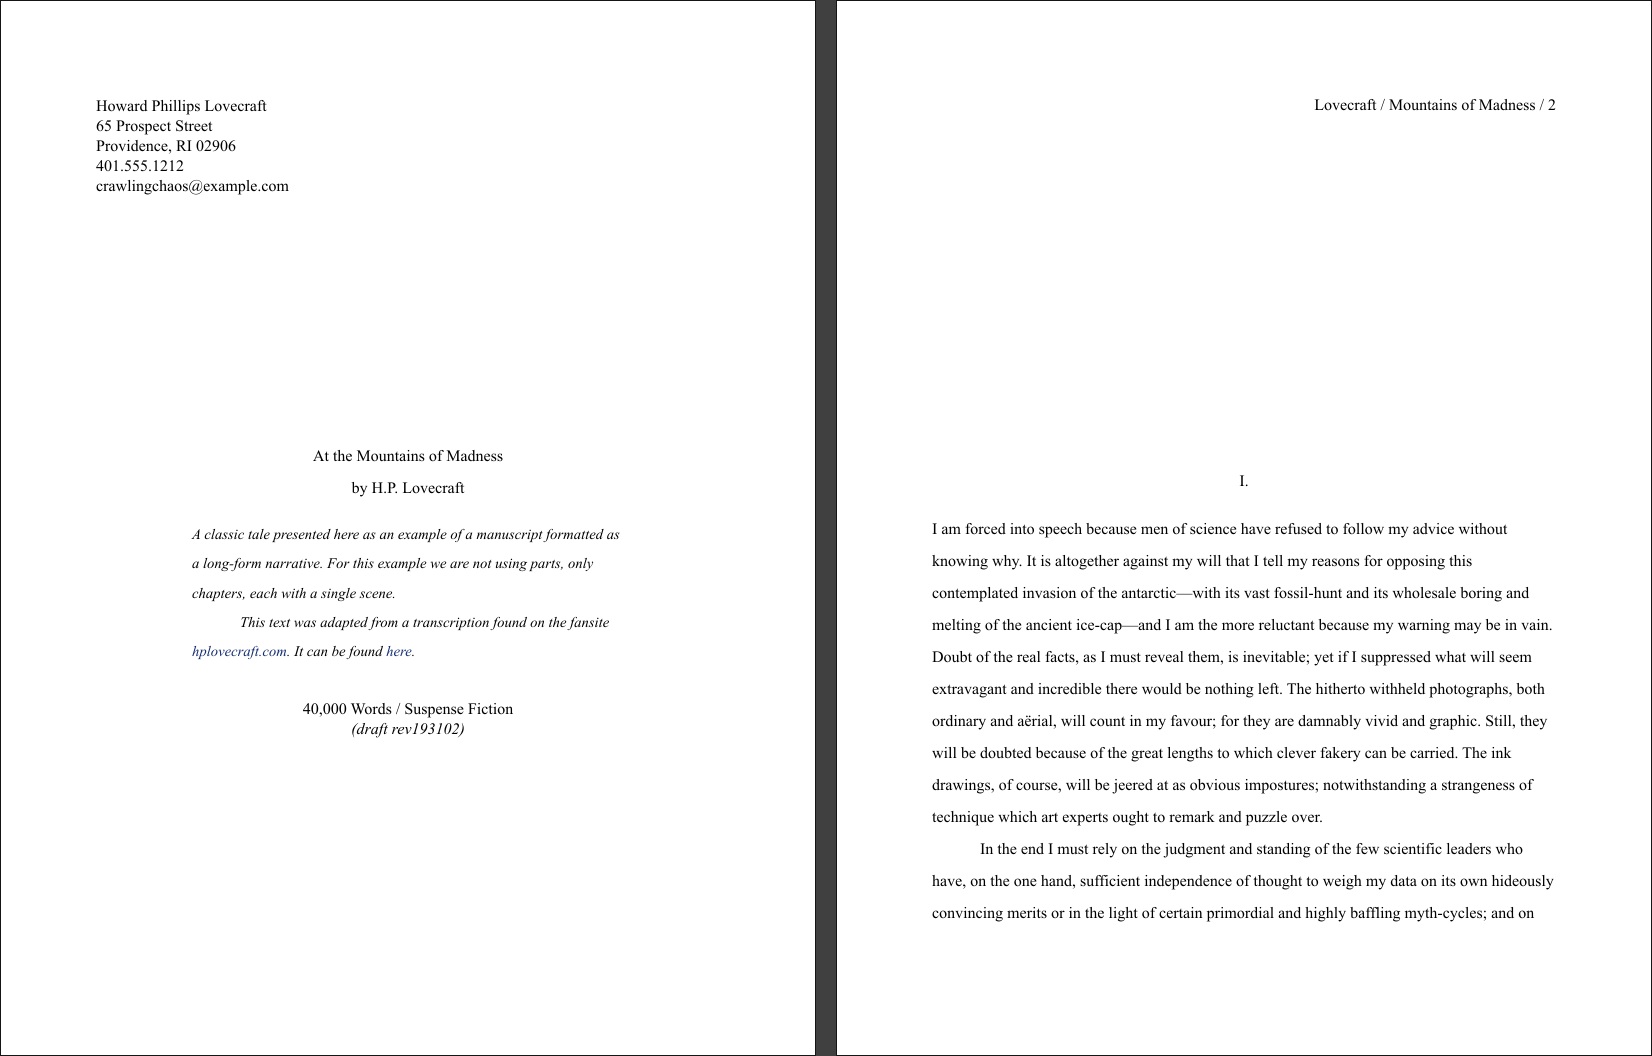 Howard Phillips Lovecraft
65 Prospect Street
Providence, RI 02906
401.555.1212
crawlingchaos@example.com
At the Mountains of Madness
by H.P. Lovecraft
A classic tale presented here as an example of a manuscript formatted as
a long-form narrative. For this example we are not using parts, only
chapters, each with a single scene.
This text was adapted from a transcription found on the fansite
hplovecraft.com. It can be found here.
40,000 Words / Suspense Fiction
(draft rev193102)
Lovecraft / Mountains of Madness / 2
I.
I am forced into speech because men of science have refused to follow my advice without
knowing why. It is altogether against my will that I tell my reasons for opposing this
contemplated invasion of the antarctic—with its vast fossil-hunt and its wholesale boring and
melting of the ancient ice-cap—and I am the more reluctant because my warning may be in vain.
Doubt of the real facts, as I must reveal them, is inevitable; yet if I suppressed what will seem
extravagant and incredible there would be nothing left. The hitherto withheld photographs, both
ordinary and aërial, will count in my favour; for they are damnably vivid and graphic. Still, they
will be doubted because of the great lengths to which clever fakery can be carried. The ink
drawings, of course, will be jeered at as obvious impostures; notwithstanding a strangeness of
technique which art experts ought to remark and puzzle over.
In the end I must rely on the judgment and standing of the few scientific leaders who
have, on the one hand, sufficient independence of thought to weigh my data on its own hideously
convincing merits or in the light of certain primordial and highly baffling myth-cycles; and on